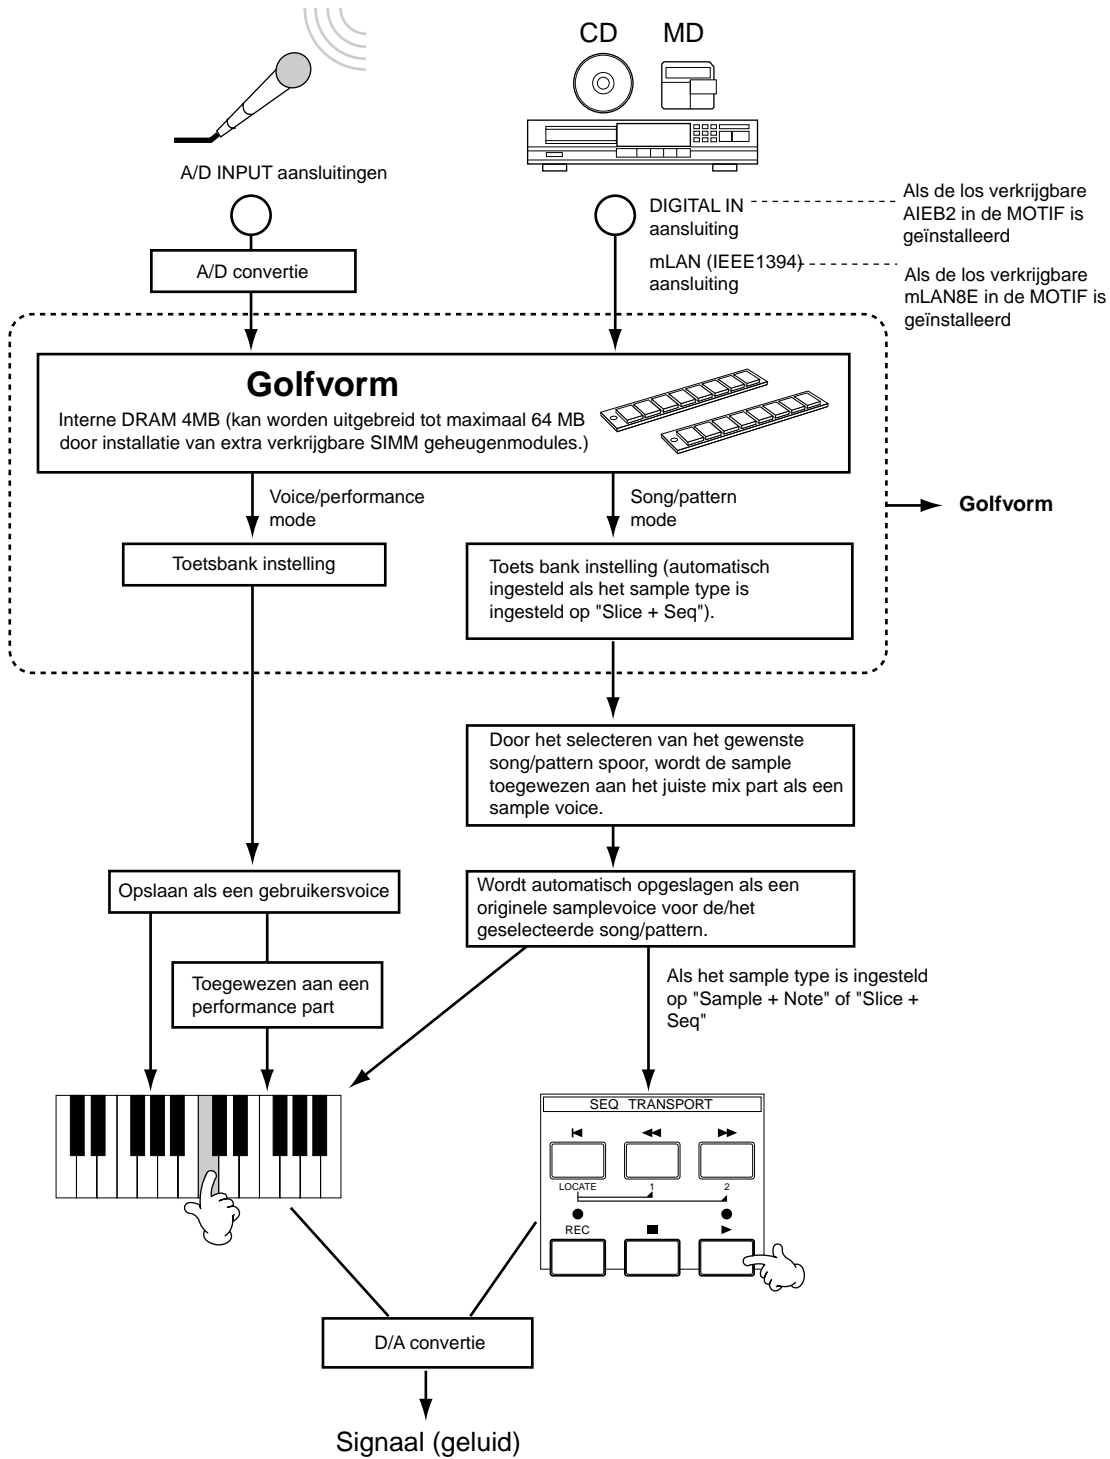 CD MD
A/D INPUT aansluitingen
DIGITAL IN
aansluiting
Als de los verkrijgbare
AIEB2 in de MOTIF is
geïnstalleerd
A/D convertie
mLAN (IEEE1394)
aansluiting
Als de los verkrijgbare
mLAN8E in de MOTIF is
geïnstalleerd
Golfvorm
Interne DRAM 4MB (kan worden uitgebreid tot maximaal 64 MB
door installatie van extra verkrijgbare SIMM geheugenmodules.)
Voice/performance
mode
Song/pattern
mode
Golfvorm
Toetsbank instelling
Toets bank instelling (automatisch
ingesteld als het sample type is
ingesteld op "Slice + Seq").
Door het selecteren van het gewenste
song/pattern spoor, wordt de sample
toegewezen aan het juiste mix part als een
sample voice.
Opslaan als een gebruikersvoice
Wordt automatisch opgeslagen als een
originele samplevoice voor de/het
geselecteerde song/pattern.
Toegewezen aan een
performance part
Als het sample type is ingesteld
op "Sample + Note" of "Slice +
Seq"
SEQ TRANSPORT
LOCATE 1 2
REC
D/A convertie
Signaal (geluid)